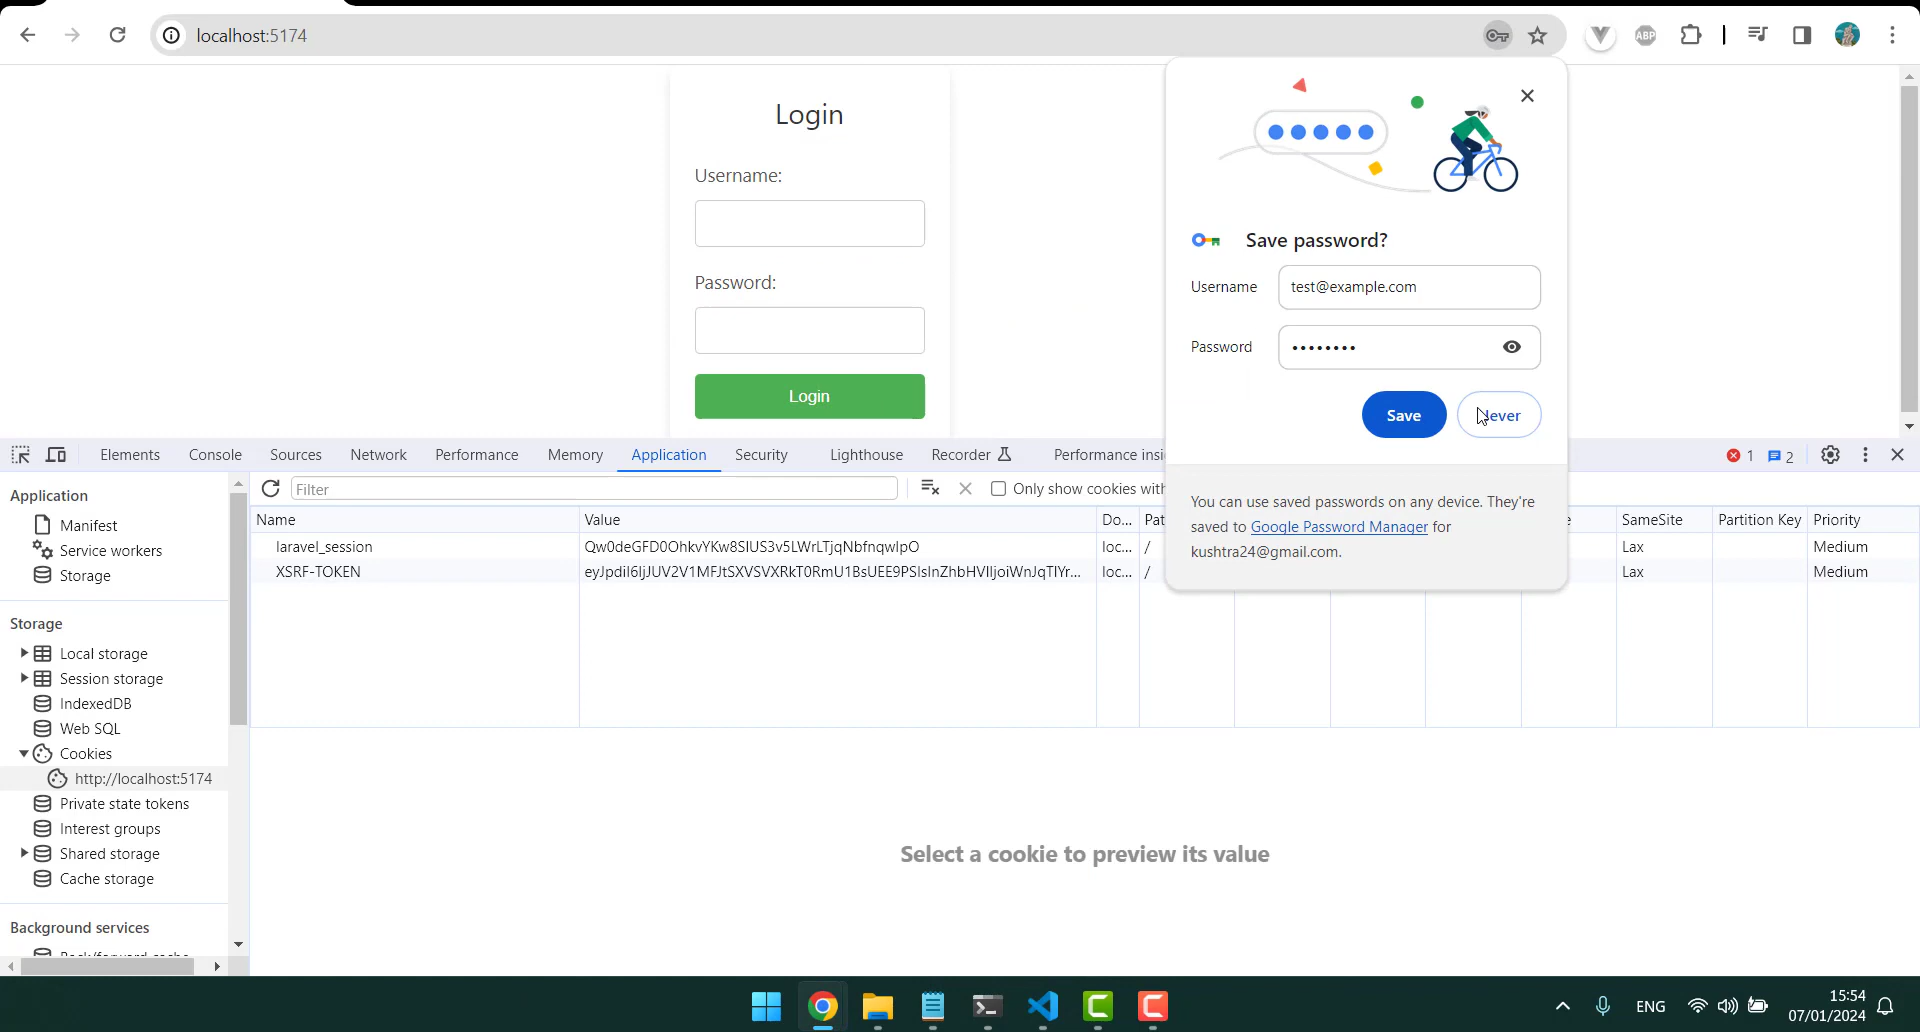 localhost:5174
ABP
Login
Username:
Password:
Login
Save password?
Username
test@example.com
Password
Save
You can use saved passwords on any device. They're
saved to Google Password Manager for
kushtra24@gmail.com.
Elements
Console
Sources
Network
Performance
Memory
Application
Security
Lighthouse
Recorder
Performance insi
1
2
Application
Manifest
Service workers
Storage
Storage
Local storage
Session storage
IndexedDB
Web SQL
Cookies
http://localhost:5174
Private state tokens
Interest groups
Shared storage
Cache storage
Background services
Filter
Only show cookies with
Name
Value
Do...
Pat
SameSite
Partition Key
Priority
laravel_session
loc...
/
Lax
Medium
XSRF-TOKEN
loc...
/
Lax
Medium
Select a cookie to preview its value
ENG
15:54
07/01/2024